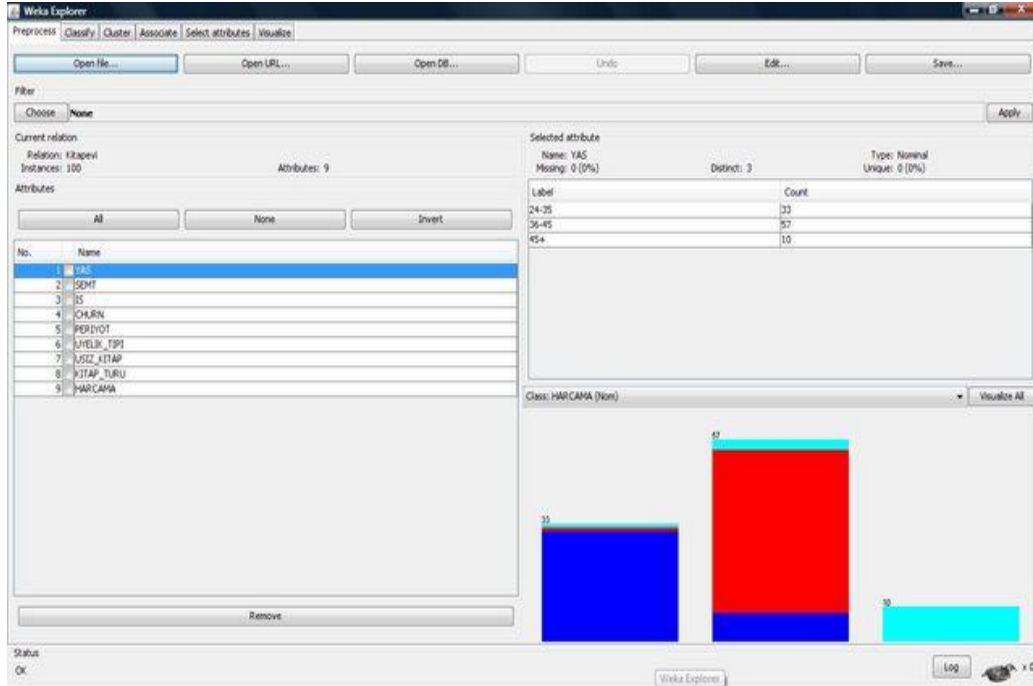 Weka Explorer
Preprocess Classify Cluster Associate Select attributes Visualize
Open file... Open URL... Open DB... Undo Edit... Save...
Filter
Choose None Apply
Current relation
Relation: Kitapevi
Instances: 100 Attributes: 9
Attributes
All None Invert
No. Name
1 YAS
2 SEMT
3 IS
4 CHURN
5 PERIYOT
6 UYELIK_TIPI
7 USIZ_KITAP
8 KITAP_TURU
9 HARCAMA
Remove
Selected attribute
Name: YAS Type: Nominal
Missing: 0 (0%) Distinct: 3 Unique: 0 (0%)
Label Count
24-35 33
36-45 57
45+ 10
Class: HARCAMA (Nom) Visualize All
57
33
10
Status
OK
Log x 0
Weka Explorer